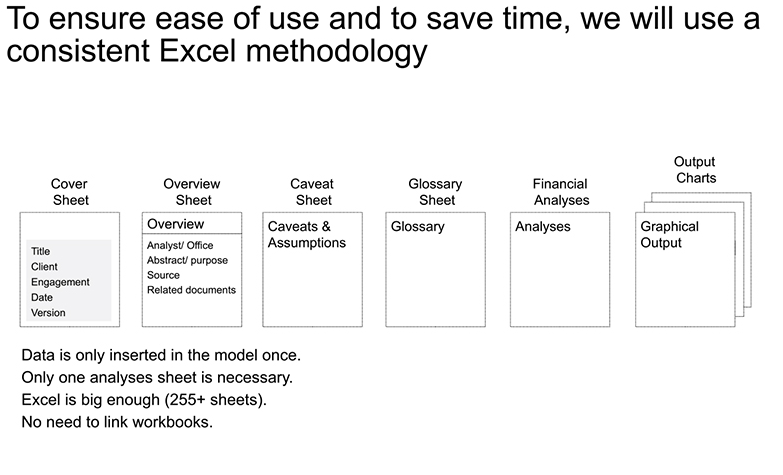 To ensure ease of use and to save time, we will use a
consistent Excel methodology
Cover
Sheet
Title
Client
Engagement
Date
Version
Overview
Sheet
Overview
Analyst/ Office
Abstract/ purpose
Source
Related documents
Caveat
Sheet
Caveats &
Assumptions
Glossary
Sheet
Glossary
Financial
Analyses
Analyses
Output
Charts
Graphical
Output
Data is only inserted in the model once.
Only one analyses sheet is necessary.
Excel is big enough (255+ sheets).
No need to link workbooks.